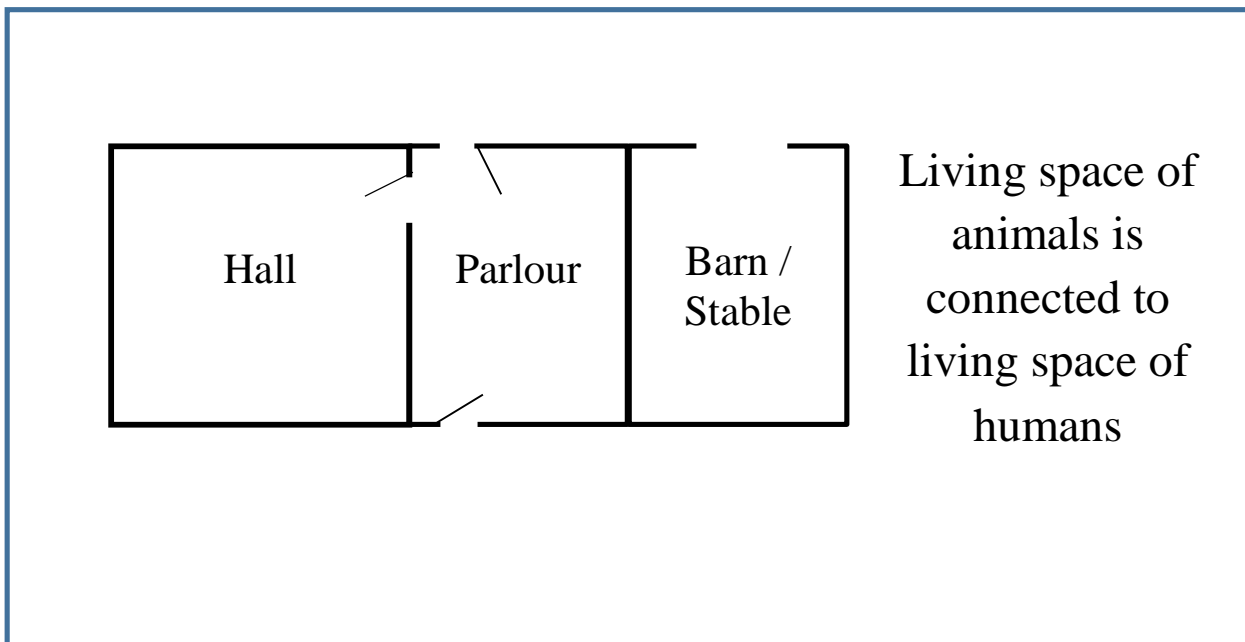 Hall
Parlour
Barn /
Stable
Living space of
animals is
connected to
living space of
humans